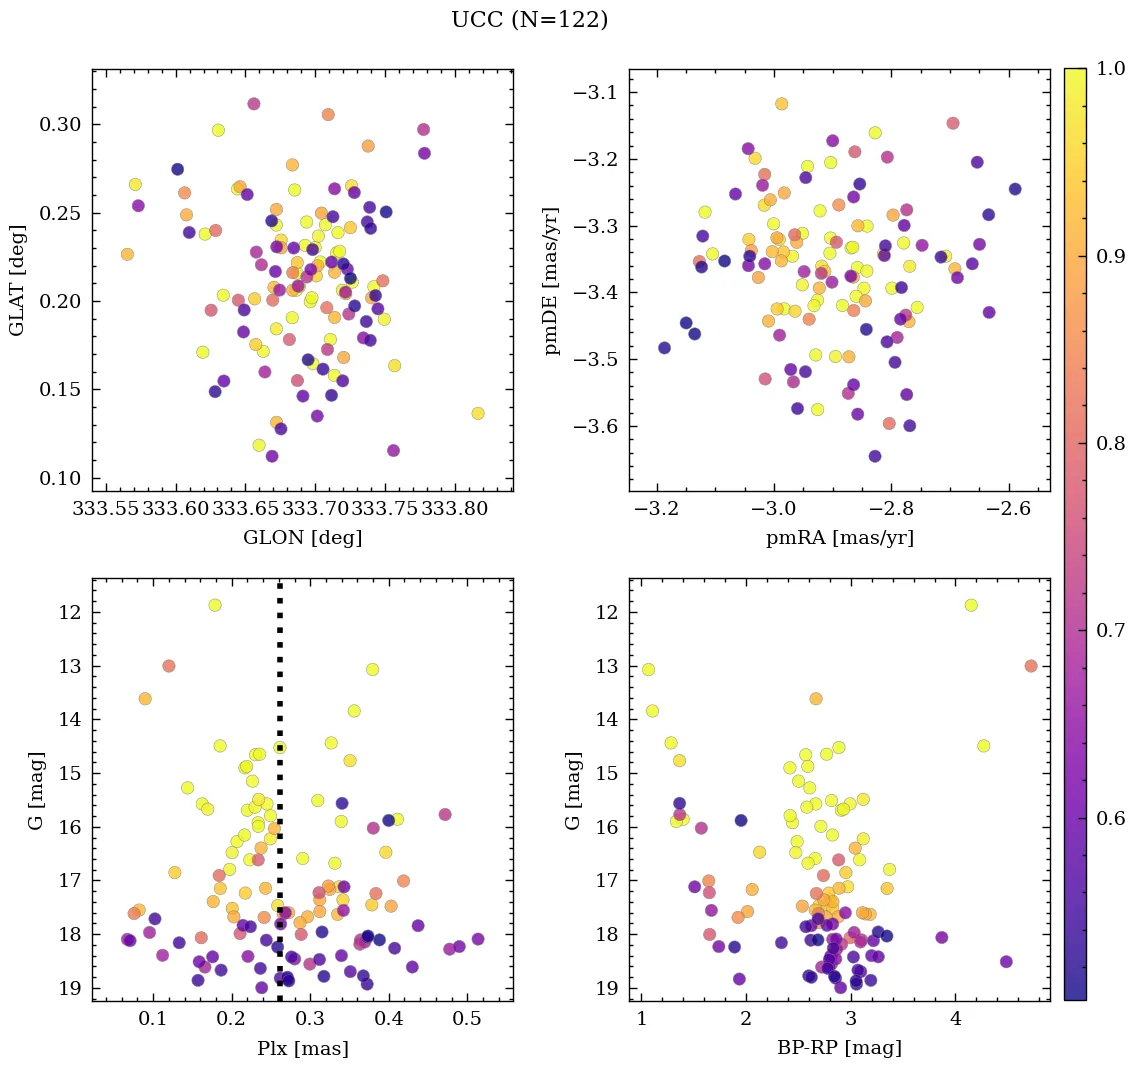 UCC (N=122)
0.30
0.25
0.20
0.15
0.10
GLAT [deg]
333.55 333.60 333.65 333.70 333.75 333.80
GLON [deg]
−3.1
−3.2
−3.3
−3.4
−3.5
−3.6
pmDE [mas/yr]
−3.2 −3.0 −2.8 −2.6
pmRA [mas/yr]
12
13
14
15
16
17
18
19
G [mag]
0.1 0.2 0.3 0.4 0.5
Plx [mas]
12
13
14
15
16
17
18
19
G [mag]
1 2 3 4
BP-RP [mag]
1.0
0.9
0.8
0.7
0.6